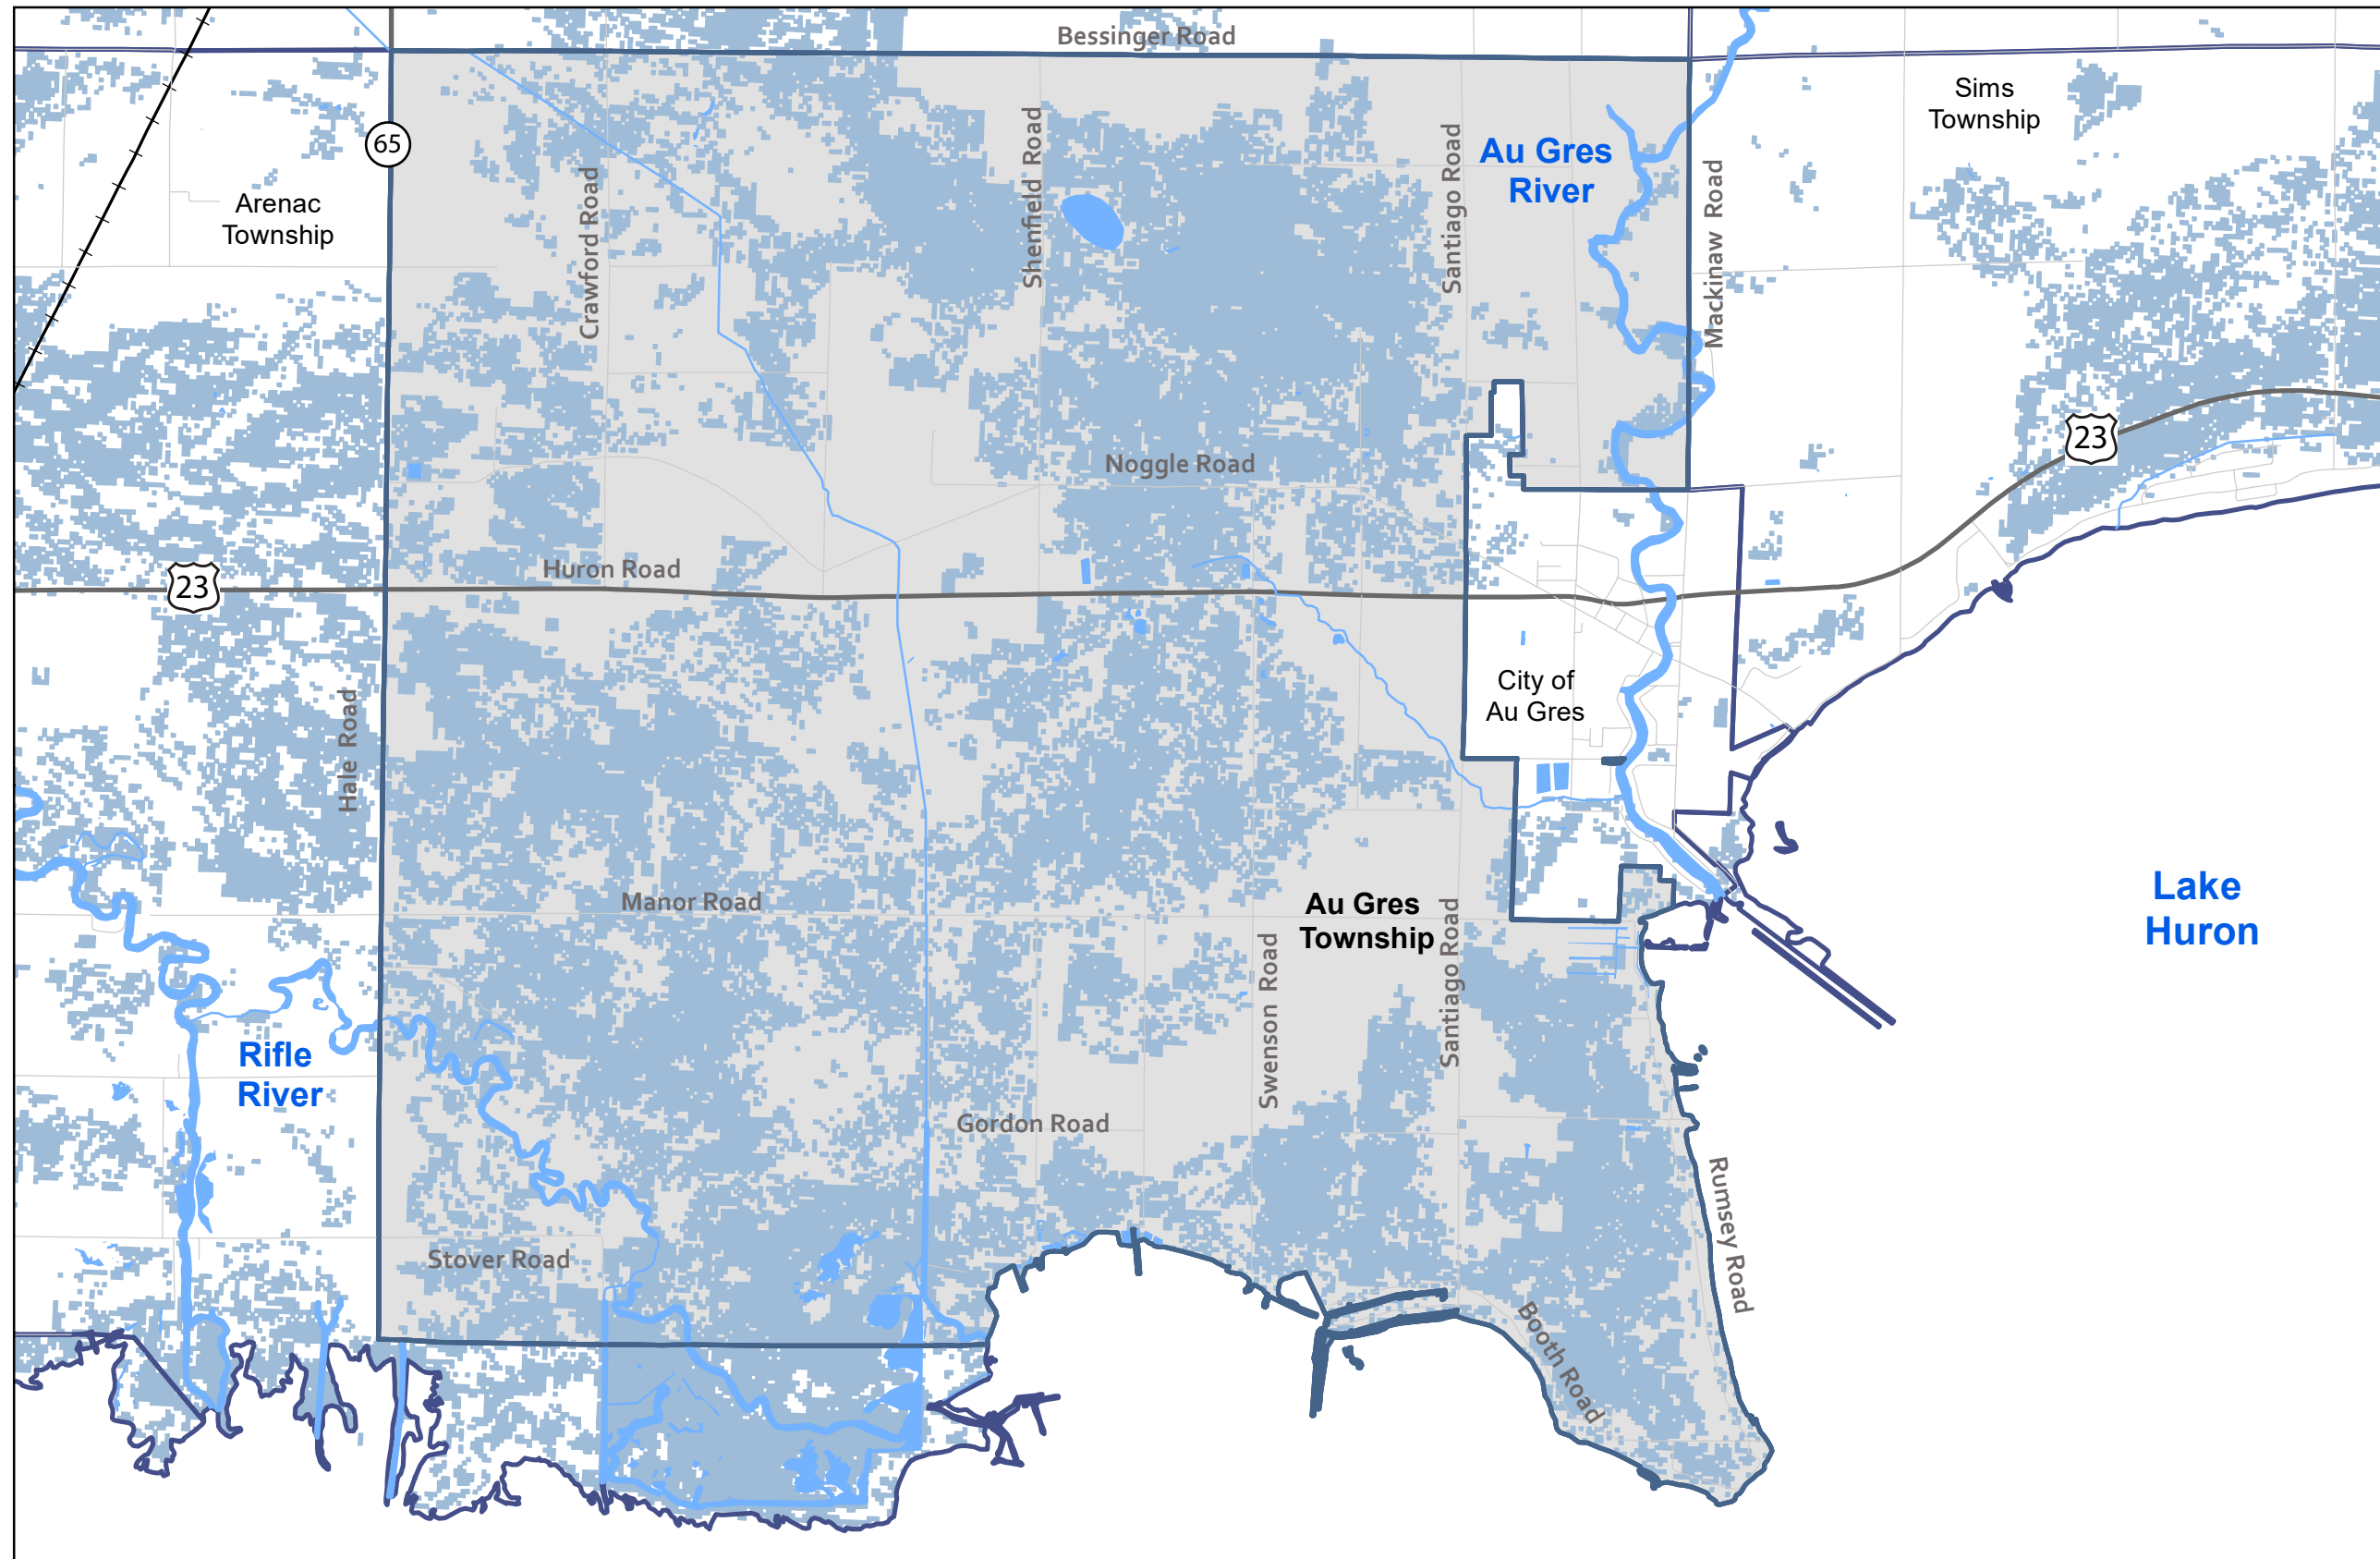 Bessinger Road
Sims
Township
65
Arenac
Township
Crawford Road
Shenfield Road
Santiago Road
Au Gres
River
Mackinaw Road
23
Noggle Road
Huron Road
23
City of
Au Gres
Hale Road
Manor Road
Au Gres
Township
Lake
Huron
Swenson Road
Santiago Road
Rifle
River
Gordon Road
Rumsey Road
Stover Road
Booth Road